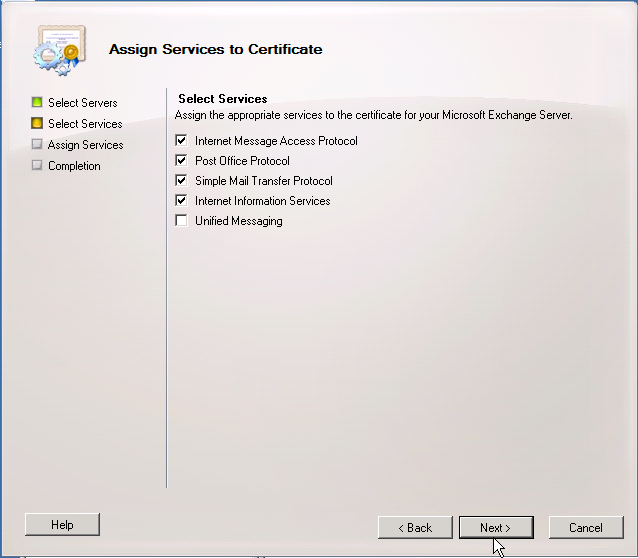 Assign Services to Certificate
Select Servers
Select Services
Assign Services
Completion
Select Services
Assign the appropriate services to the certificate for your Microsoft Exchange Server.
Internet Message Access Protocol
Post Office Protocol
Simple Mail Transfer Protocol
Internet Information Services
Unified Messaging
Help
< Back
Next >
Cancel